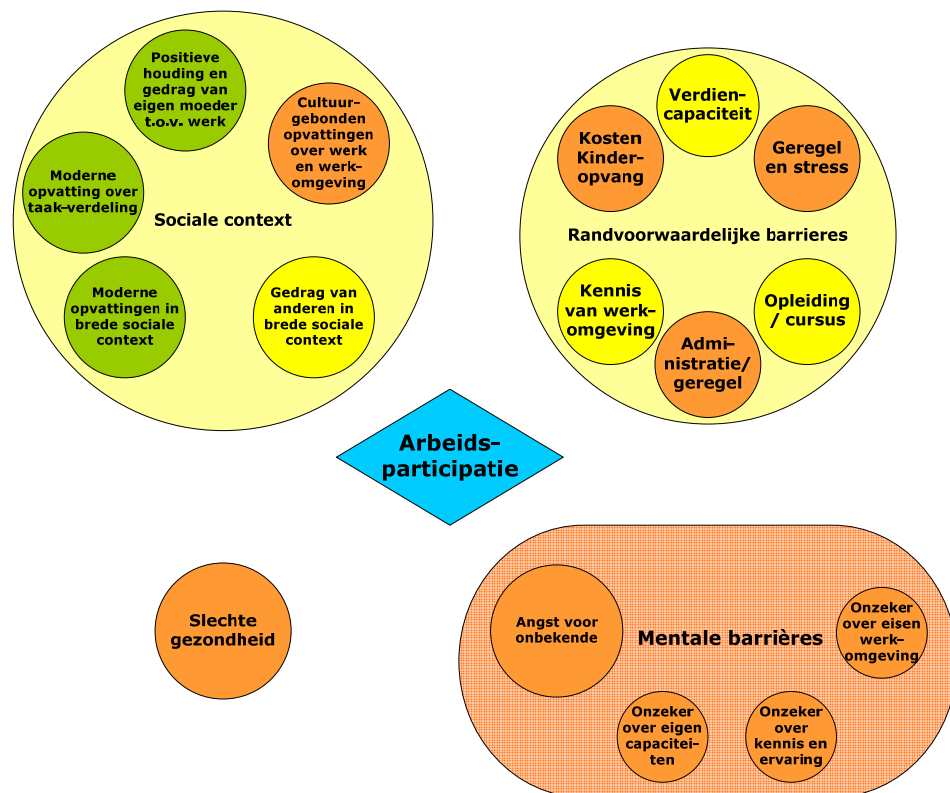 Positieve
houding en
gedrag van
eigen moeder
t.o.v. werk
Cultuur-
gebonden
opvattingen
over werk
en werk-
omgeving
Moderne
opvatting over
taak-verdeling
Sociale context
Moderne
opvattingen in
brede sociale
context
Gedrag van
anderen in
brede sociale
context
Verdien-
capaciteit
Kosten
Kinder-
opvang
Geregel
en stress
Randvoorwaardelijke barrieres
Kennis
van werk-
omgeving
Opleiding
/ cursus
Admi-
nistratie/
geregel
Arbeids-
participatie
Slechte
gezondheid
Angst voor
onbekende
Mentale barrières
Onzeker
over eisen
werk-
omgeving
Onzeker
over eigen
capacitei-
ten
Onzeker
over
kennis en
ervaring